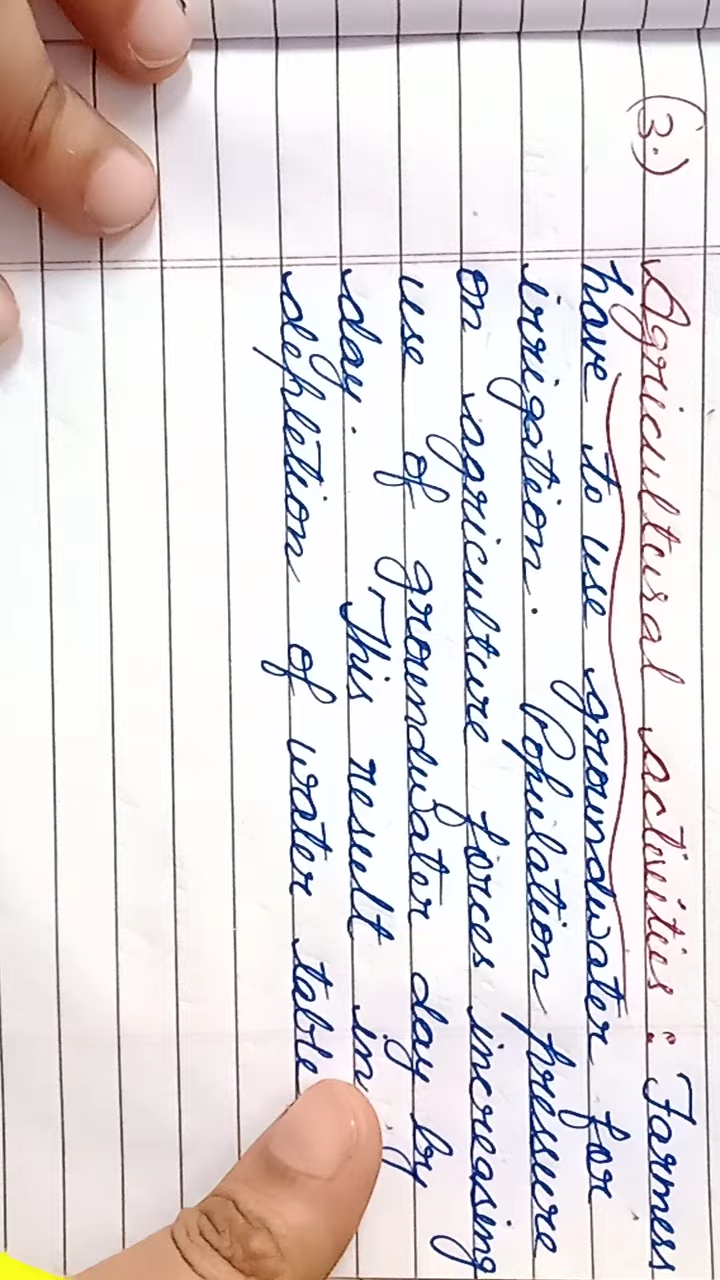 (3.) Agricultural activities : Farmess
have to use groundwater for
irrigation. Population pressure
on agriculture forces increasing
use of groundwater day by
day. This result in
depletion of water table